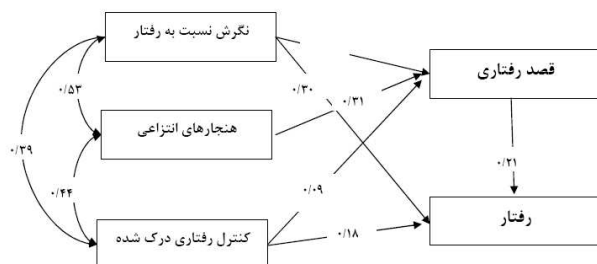 نگرش نسبت به رفتار
قصد رفتاری
۰/۵۳
۰/۳۰
۰/۳۱
هنجارهای انتزاعی
۰/۳۹
۰/۲۱
۰/۴۴
۰/۰۹
رفتار
کنترل رفتاری درک شده
۰/۱۸